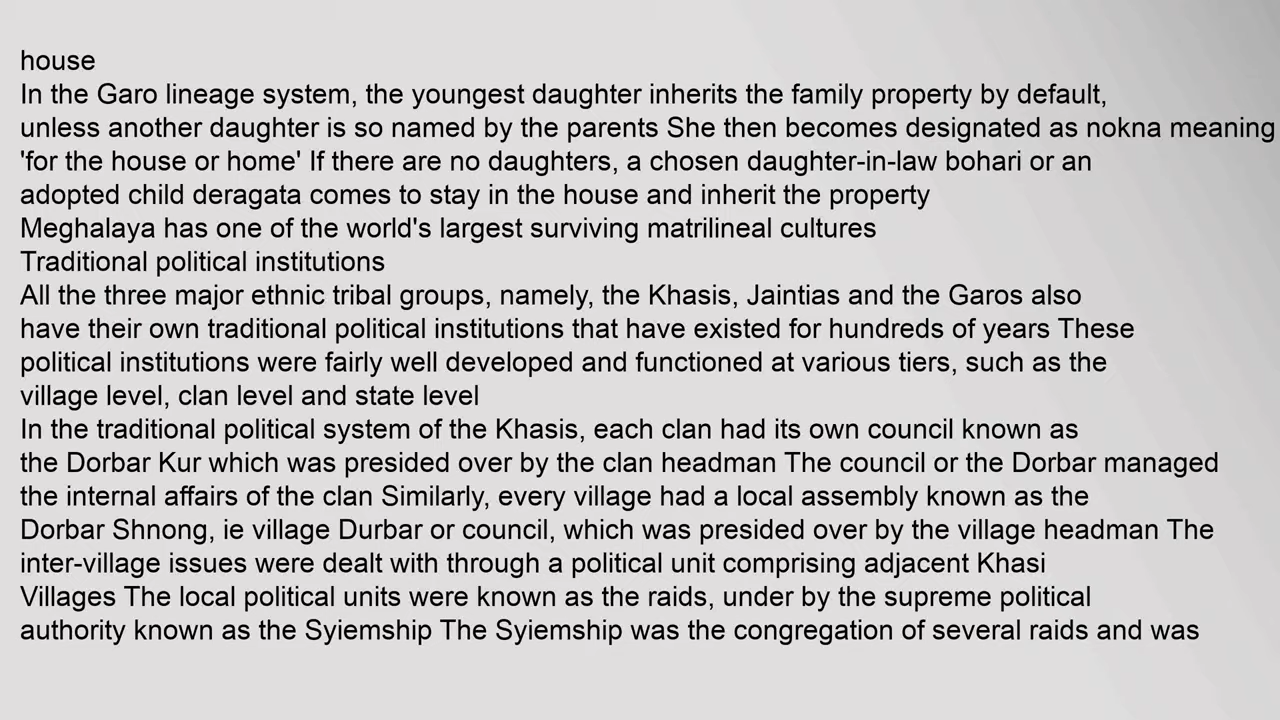 house
In the Garo lineage system, the youngest daughter inherits the family property by default,
unless another daughter is so named by the parents She then becomes designated as nokna meaning
'for the house or home' If there are no daughters, a chosen daughter-in-law bohari or an
adopted child deragata comes to stay in the house and inherit the property
Meghalaya has one of the world's largest surviving matrilineal cultures
Traditional political institutions
All the three major ethnic tribal groups, namely, the Khasis, Jaintias and the Garos also
have their own traditional political institutions that have existed for hundreds of years These
political institutions were fairly well developed and functioned at various tiers, such as the
village level, clan level and state level
In the traditional political system of the Khasis, each clan had its own council known as
the Dorbar Kur which was presided over by the clan headman The council or the Dorbar managed
the internal affairs of the clan Similarly, every village had a local assembly known as the
Dorbar Shnong, ie village Durbar or council, which was presided over by the village headman The
inter-village issues were dealt with through a political unit comprising adjacent Khasi
Villages The local political units were known as the raids, under by the supreme political
authority known as the Syiemship The Syiemship was the congregation of several raids and was